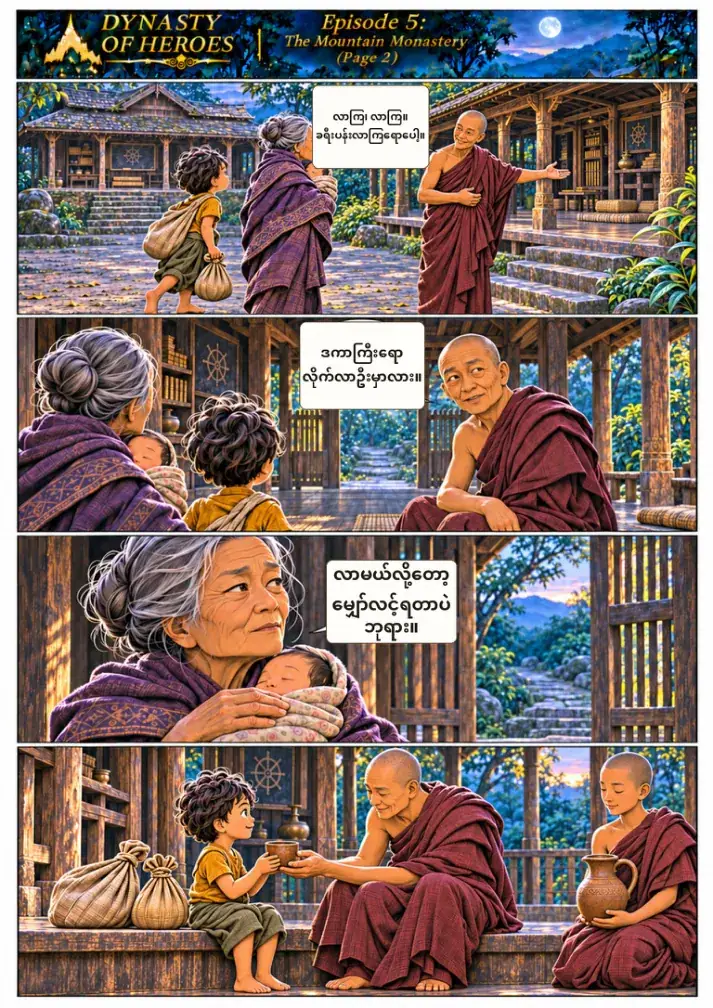 DYNASTY
OF HEROES
Episode 5:
The Mountain Monastery
(Page 2)
လာကြ၊ လာကြ။
ခရီးပန်းလာကြရောပေါ့။
ဒကာကြီးရော
လိုက်လာဦးမှာလား။
လာမယ်လို့တော့
မျှော်လင့်ရတာပဲ
ဘုရား။